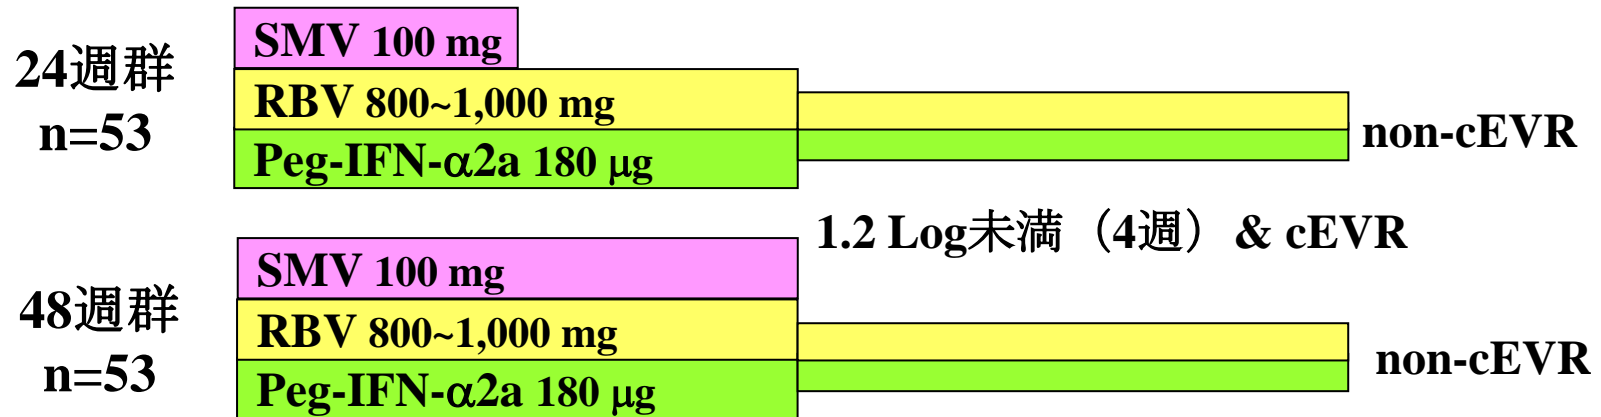 24週群
n=53
SMV 100 mg
RBV 800~1,000 mg
Peg-IFN-α2a 180 μg
non-cEVR
1.2 Log未満（4週）& cEVR
48週群
n=53
SMV 100 mg
RBV 800~1,000 mg
Peg-IFN-α2a 180 μg
non-cEVR